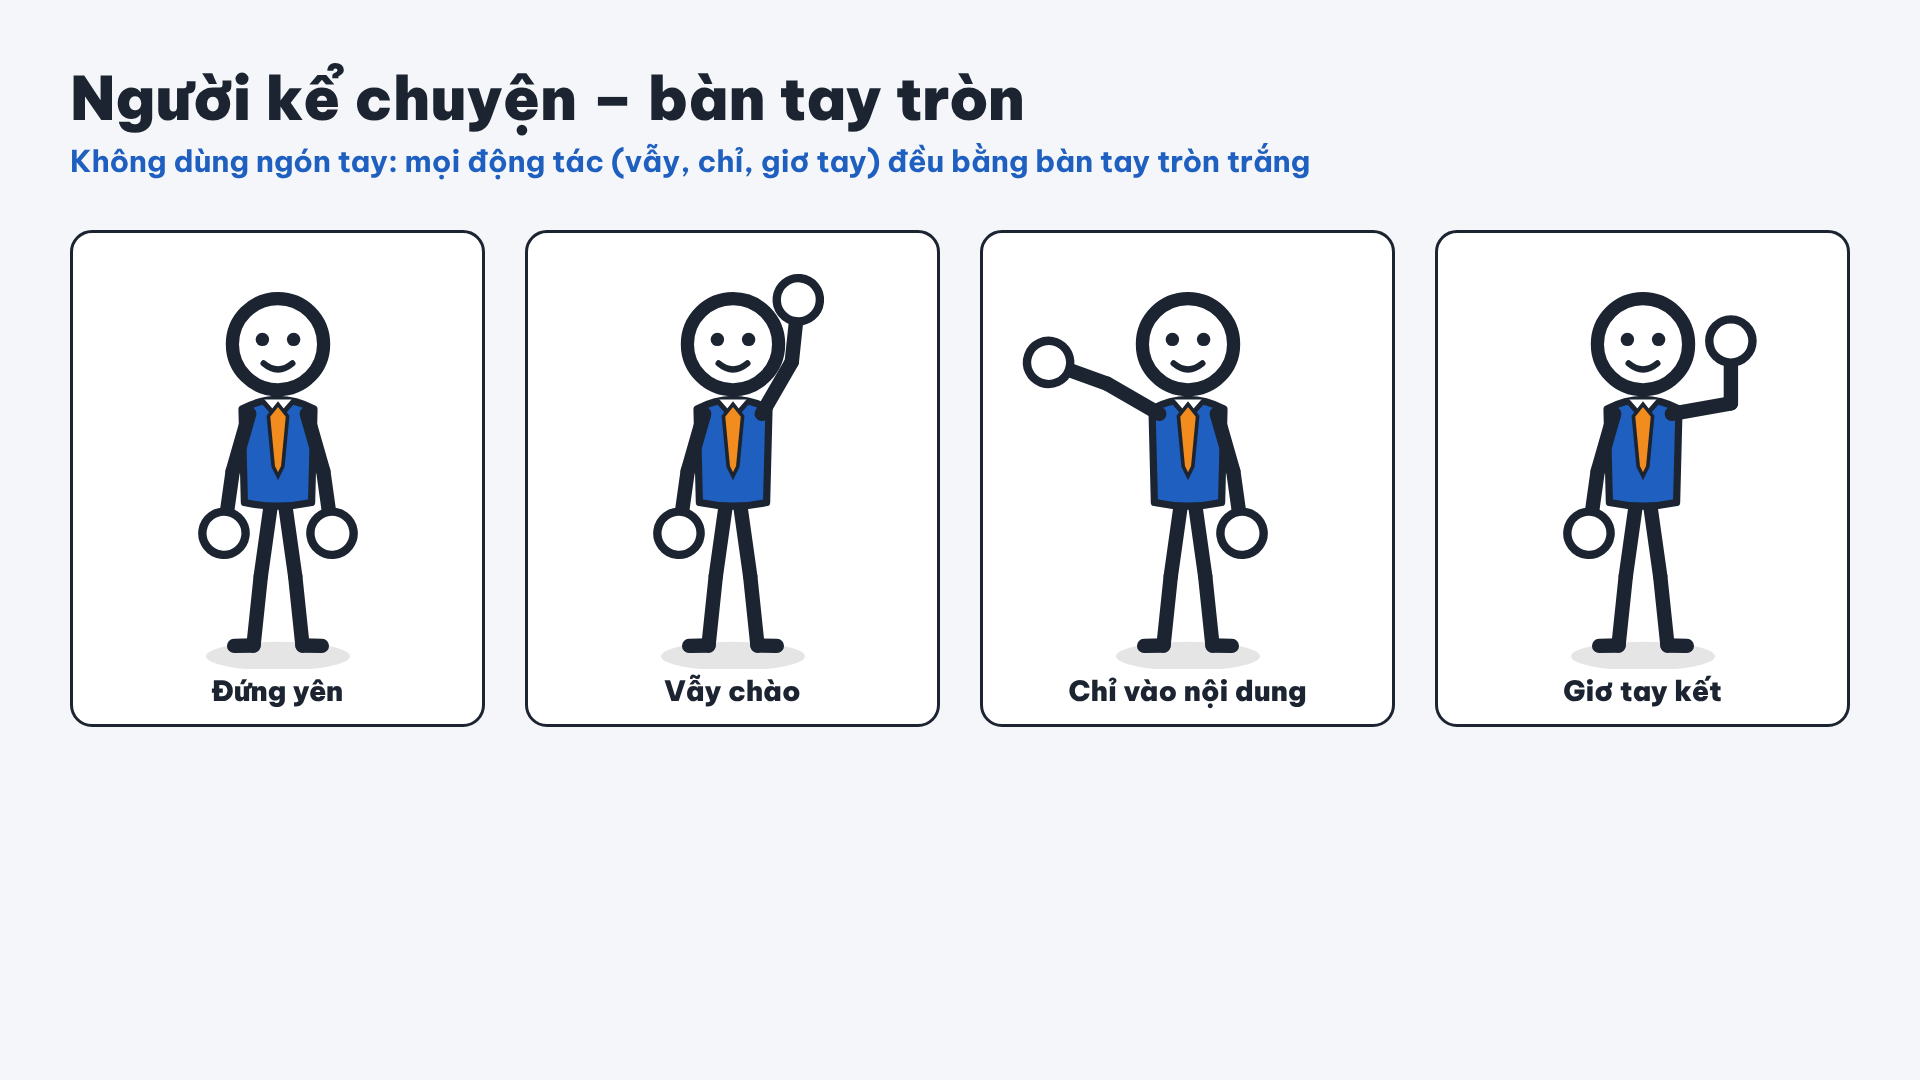 Người kể chuyện – bàn tay tròn
Không dùng ngón tay: mọi động tác (vẫy, chỉ, giơ tay) đều bằng bàn tay tròn trắng
Đứng yên
Vẫy chào
Chỉ vào nội dung
Giơ tay kết